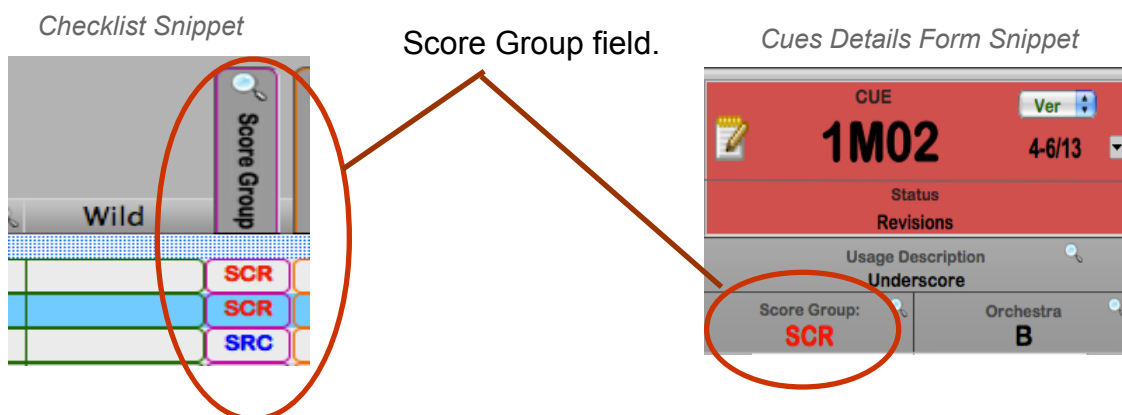 Checklist Snippet
Score Group field.
Cues Details Form Snippet
Score Group
Wild
SCR
SCR
SRC
CUE
Ver
1M02
4-6/13
Status
Revisions
Usage Description
Underscore
Score Group:
SCR
Orchestra
B